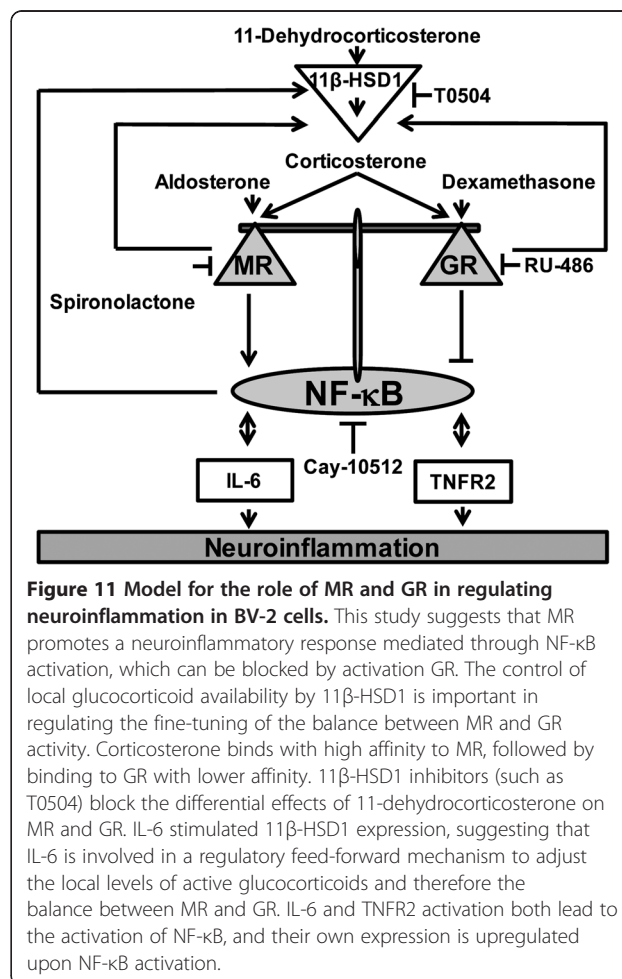 11-Dehydrocorticosterone
11β-HSD1
T0504
Corticosterone
Aldosterone
Dexamethasone
MR
GR
RU-486
Spironolactone
NF-κB
Cay-10512
IL-6
TNFR2
Neuroinflammation
Figure 11 Model for the role of MR and GR in regulating
neuroinflammation in BV-2 cells. This study suggests that MR
promotes a neuroinflammatory response mediated through NF-κB
activation, which can be blocked by activation GR. The control of
local glucocorticoid availability by 11β-HSD1 is important in
regulating the fine-tuning of the balance between MR and GR
activity. Corticosterone binds with high affinity to MR, followed by
binding to GR with lower affinity. 11β-HSD1 inhibitors (such as
T0504) block the differential effects of 11-dehydrocorticosterone on
MR and GR. IL-6 stimulated 11β-HSD1 expression, suggesting that
IL-6 is involved in a regulatory feed-forward mechanism to adjust
the local levels of active glucocorticoids and therefore the
balance between MR and GR. IL-6 and TNFR2 activation both lead to
the activation of NF-κB, and their own expression is upregulated
upon NF-κB activation.